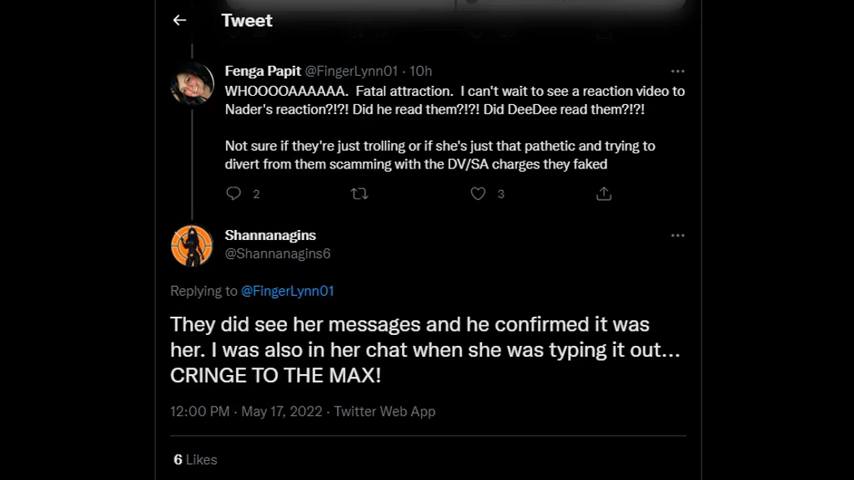 Tweet
Fenga Papit @FingerLynn01 · 10h
WHOOOOAAAAAA. Fatal attraction. I can't wait to see a reaction video to
Nader's reaction?!?! Did he read them?!?! Did DeeDee read them?!?!
Not sure if they're just trolling or if she's just that pathetic and trying to
divert from them scamming with the DV/SA charges they faked
2 3
Shannanagins
@Shannanagins6
Replying to @FingerLynn01
They did see her messages and he confirmed it was
her. I was also in her chat when she was typing it out...
CRINGE TO THE MAX!
12:00 PM · May 17, 2022 · Twitter Web App
6 Likes